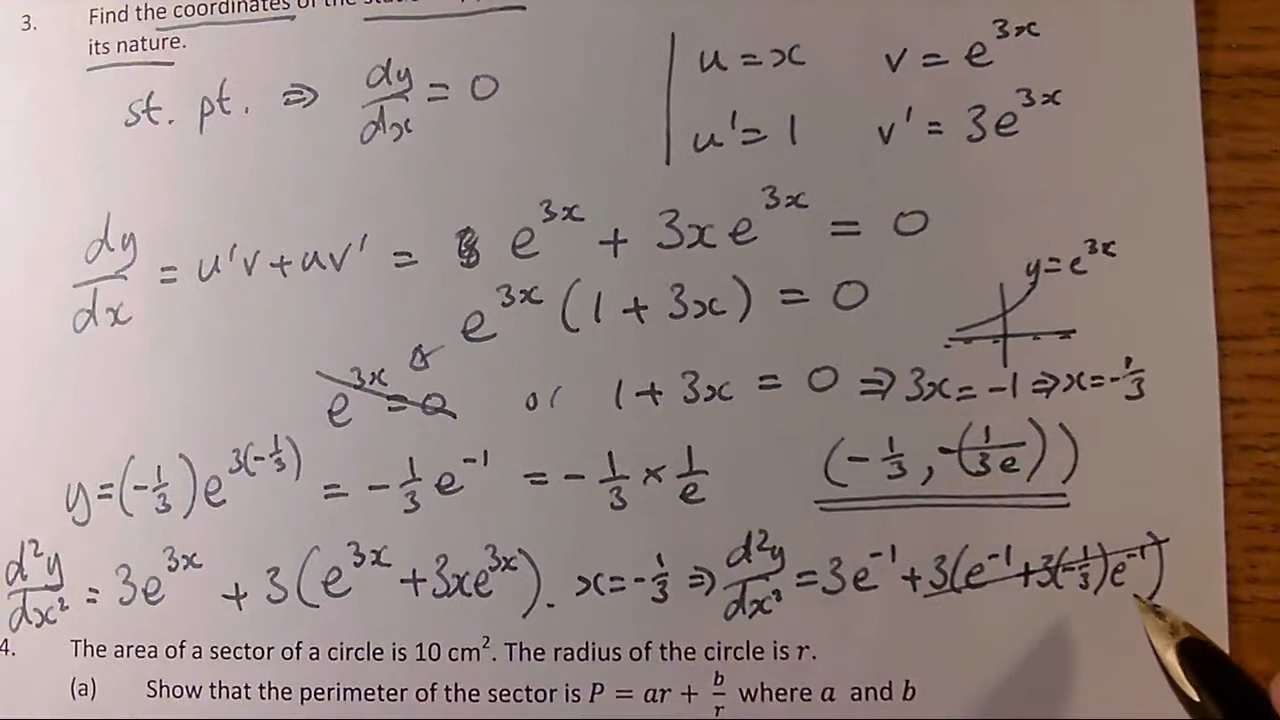 3. Find the coordinates of the
its nature.
st. pt. ⇒ dy/dx = 0
u = x v = e^{3x}
u' = 1 v' = 3e^{3x}
dy/dx = u'v + uv' = e^{3x} + 3xe^{3x} = 0
e^{3x}(1 + 3x) = 0
y = e^{3x}
e^{3x} = 0 or 1 + 3x = 0 ⇒ 3x = -1 ⇒ x = -1/3
y = (-1/3)e^{3(-1/3)} = -1/3 e^{-1} = -1/3 × 1/e (-1/3, -(1/3e))
d²y/dx² = 3e^{3x} + 3(e^{3x} + 3xe^{3x}). x = -1/3 ⇒ d²y/dx² = 3e^{-1} + 3(e^{-1} + 3(-1/3)e^{-1})
4. The area of a sector of a circle is 10 cm². The radius of the circle is r.
(a) Show that the perimeter of the sector is P = ar + b/r where a and b